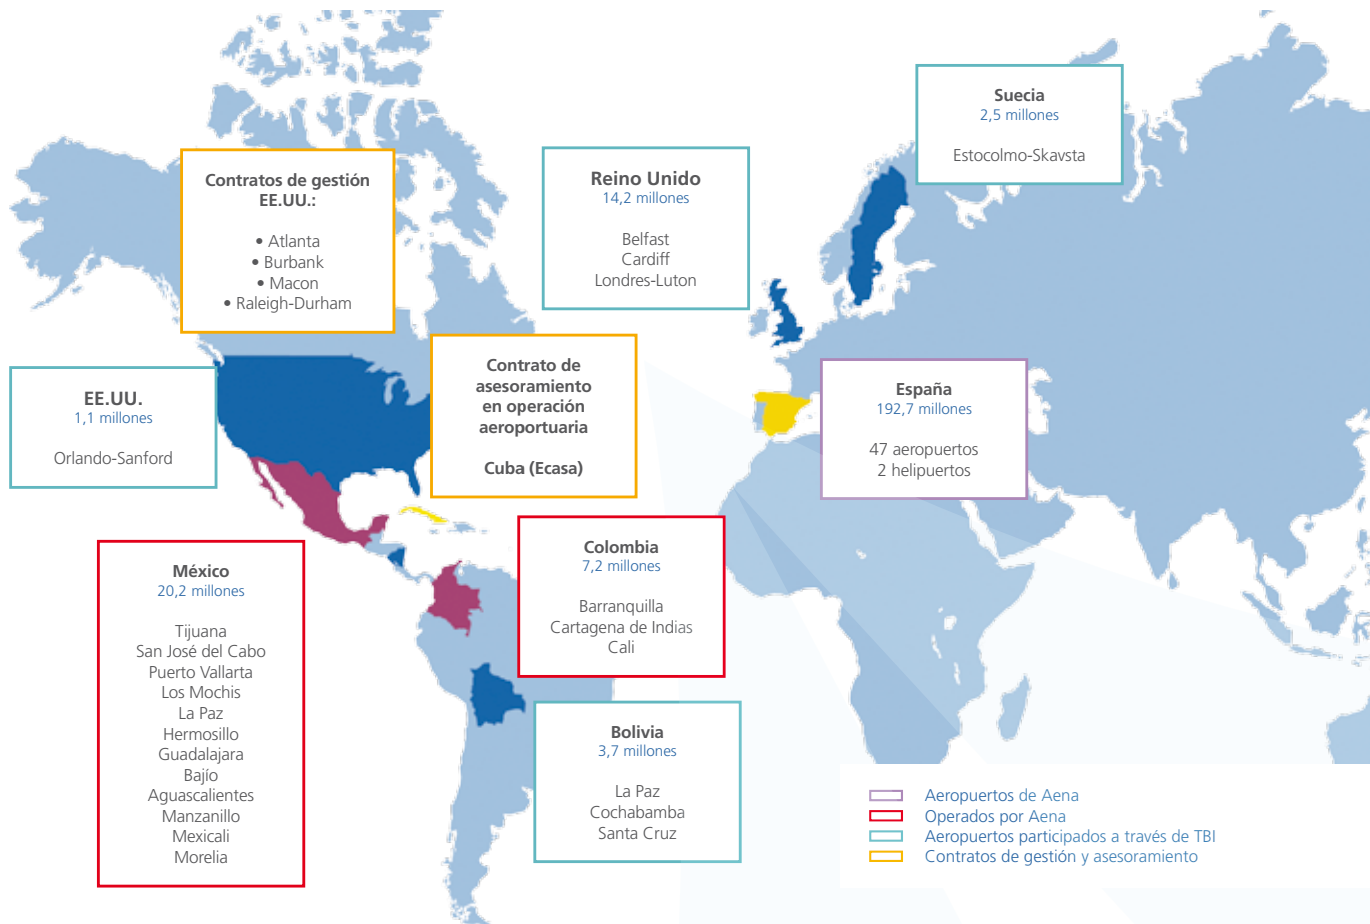 Suecia
2,5 millones
Estocolmo-Skavsta
Contratos de gestión
EE.UU.:
• Atlanta
• Burbank
• Macon
• Raleigh-Durham
Reino Unido
14,2 millones
Belfast
Cardiff
Londres-Luton
EE.UU.
1,1 millones
Orlando-Sanford
Contrato de
asesoramiento
en operación
aeroportuaria
Cuba (Ecasa)
España
192,7 millones
47 aeropuertos
2 helipuertos
México
20,2 millones
Tijuana
San José del Cabo
Puerto Vallarta
Los Mochis
La Paz
Hermosillo
Guadalajara
Bajío
Aguascalientes
Manzanillo
Mexicali
Morelia
Colombia
7,2 millones
Barranquilla
Cartagena de Indias
Cali
Bolivia
3,7 millones
La Paz
Cochabamba
Santa Cruz
Aeropuertos de Aena
Operados por Aena
Aeropuertos participados a través de TBI
Contratos de gestión y asesoramiento